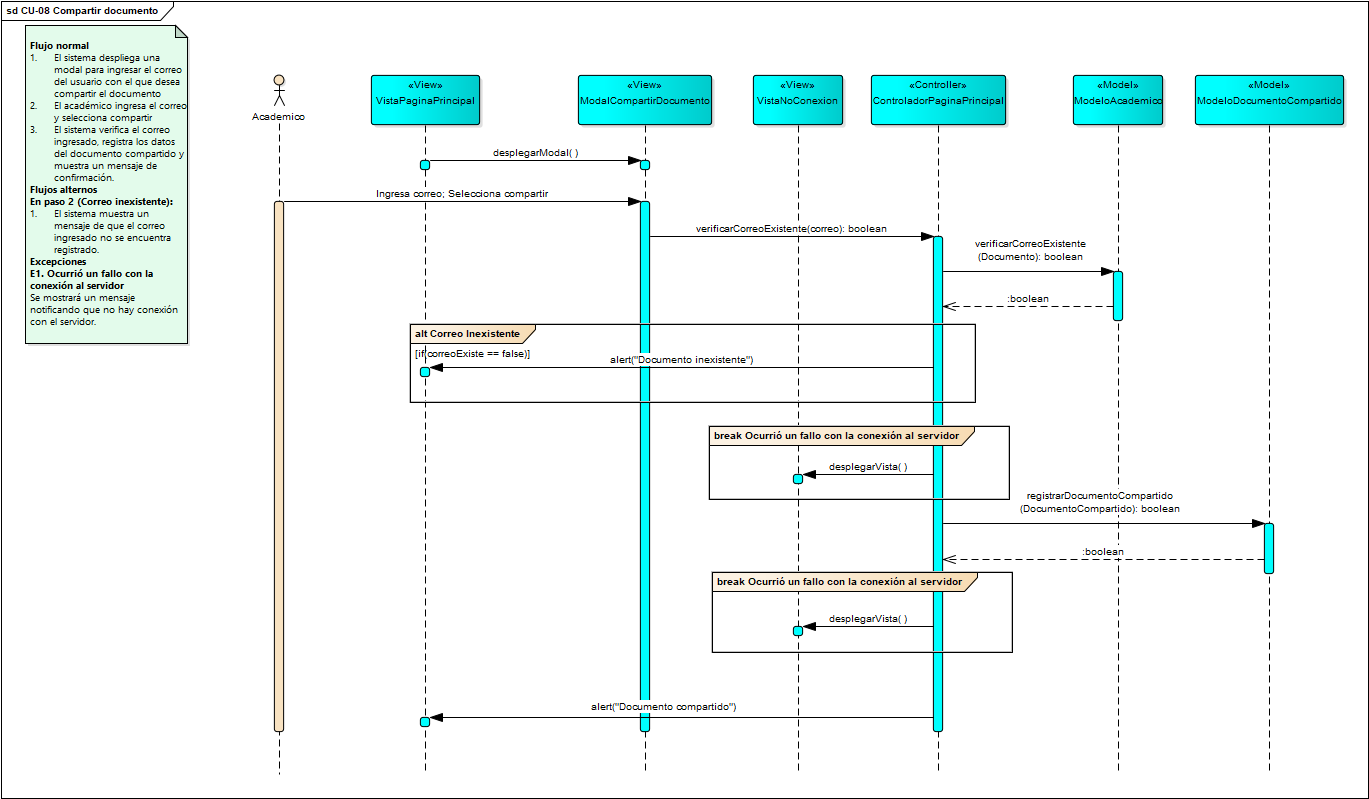 sd CU-08 Compartir documento
Flujo normal
1. El sistema despliega una
modal para ingresar el correo
del usuario con el que desea
compartir el documento
2. El académico ingresa el correo
y selecciona compartir
3. El sistema verifica el correo
ingresado, registra los datos
del documento compartido y
muestra un mensaje de
confirmación.
Flujos alternos
En paso 2 (Correo inexistente):
1. El sistema muestra un
mensaje de que el correo
ingresado no se encuentra
registrado.
Excepciones
E1. Ocurrió un fallo con la
conexión al servidor
Se mostrará un mensaje
notificando que no hay conexión
con el servidor.
Academico
«View»
VistaPaginaPrincipal
«View»
ModalCompartirDocumento
«View»
VistaNoConexion
«Controller»
ControladorPaginaPrincipal
«Model»
ModeloAcademico
«Model»
ModeloDocumentoCompartido
desplegarModal( )
Ingresa correo; Selecciona compartir
verificarCorreoExistente(correo): boolean
verificarCorreoExistente
(Documento): boolean
:boolean
alt Correo Inexistente
[if(correoExiste == false)]
alert("Documento inexistente")
break Ocurrió un fallo con la conexión al servidor
desplegarVista( )
registrarDocumentoCompartido
(DocumentoCompartido): boolean
:boolean
break Ocurrió un fallo con la conexión al servidor
desplegarVista( )
alert("Documento compartido")